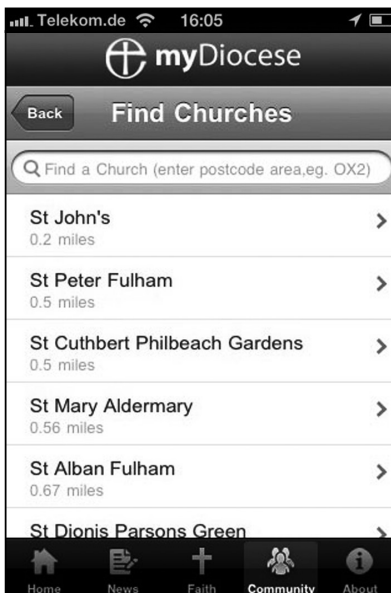 Telekom.de 16:05
myDiocese
Back Find Churches
Find a Church (enter postcode area,eg. OX2)
St John's
0.2 miles
St Peter Fulham
0.5 miles
St Cuthbert Philbeach Gardens
0.5 miles
St Mary Aldermary
0.56 miles
St Alban Fulham
0.67 miles
St Dionis Parsons Green
Home News Faith Community About